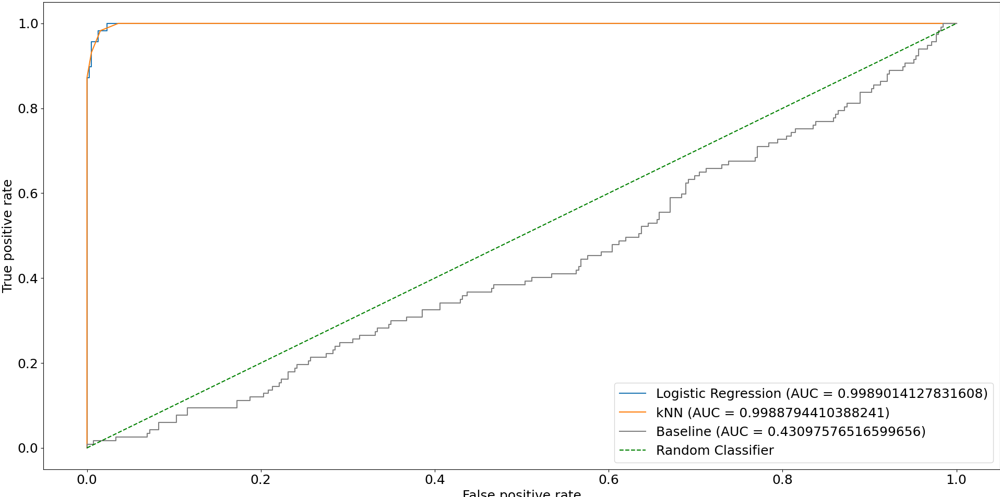 1.0
0.8
0.6
0.4
0.2
0.0
True positive rate
Logistic Regression (AUC = 0.9989014127831608)
kNN (AUC = 0.9988794410388241)
Baseline (AUC = 0.43097576516599656)
Random Classifier
0.0 0.2 0.4 0.6 0.8 1.0
False positive rate